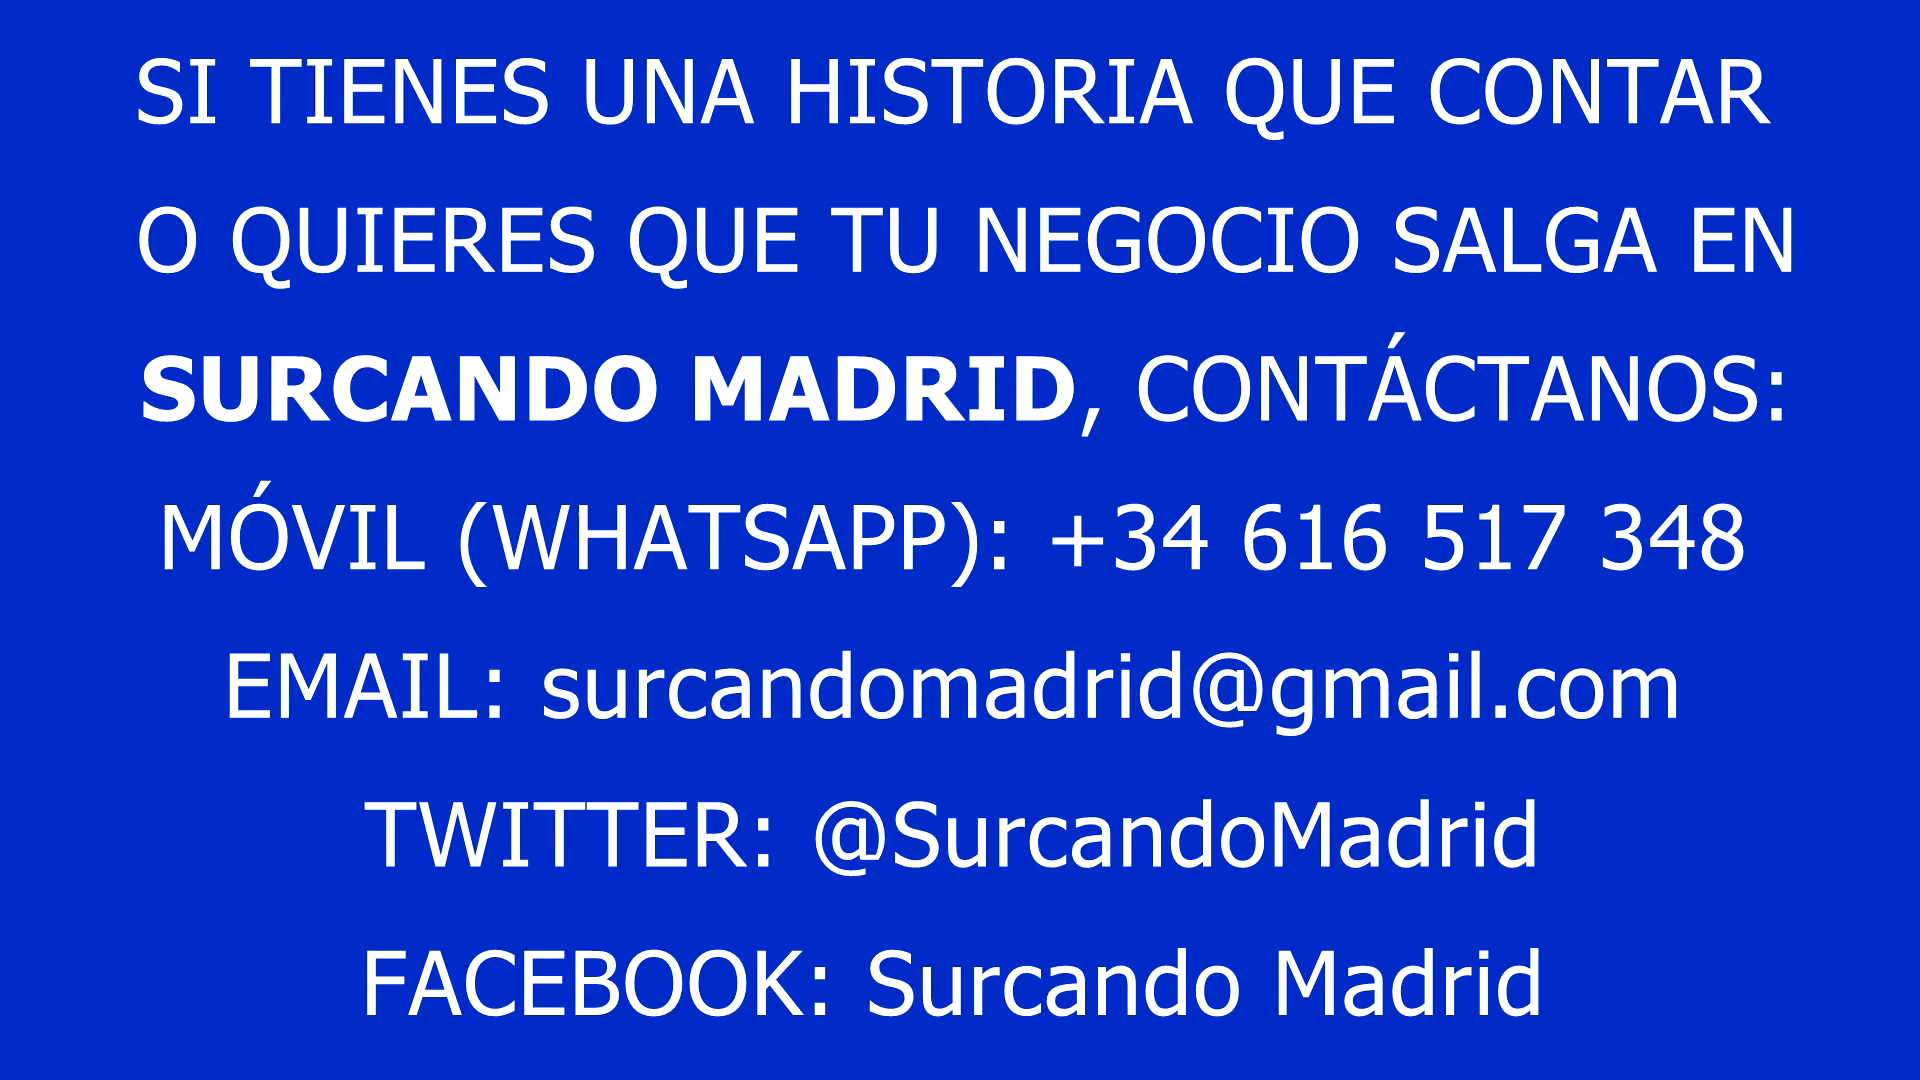 SI TIENES UNA HISTORIA QUE CONTAR
O QUIERES QUE TU NEGOCIO SALGA EN
SURCANDO MADRID, CONTÁCTANOS:
MÓVIL (WHATSAPP): +34 616 517 348
EMAIL: surcandomadrid@gmail.com
TWITTER: @SurcandoMadrid
FACEBOOK: Surcando Madrid